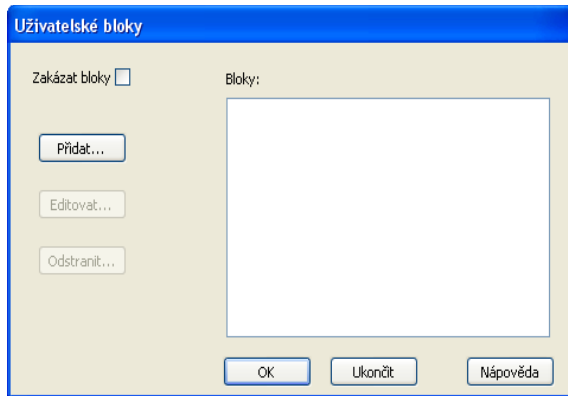 Uživatelské bloky
Zakázat bloky
Bloky:
Přidat...
Editovat...
Odstranit...
OK
Ukončit
Nápověda